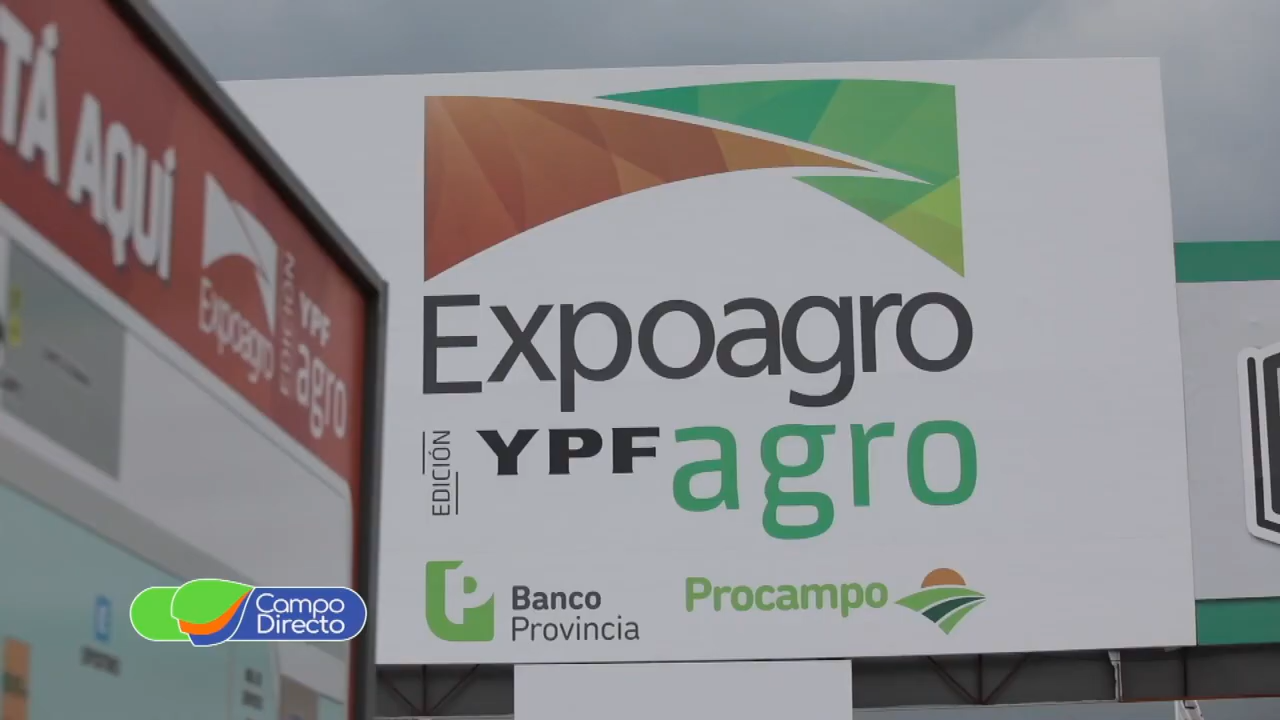 TÁ AQUÍ
Expoagro
EDICIÓN
YPF
agro
Expoagro
EDICIÓN
YPF agro
Banco
Provincia
Procampo
Campo
Directo